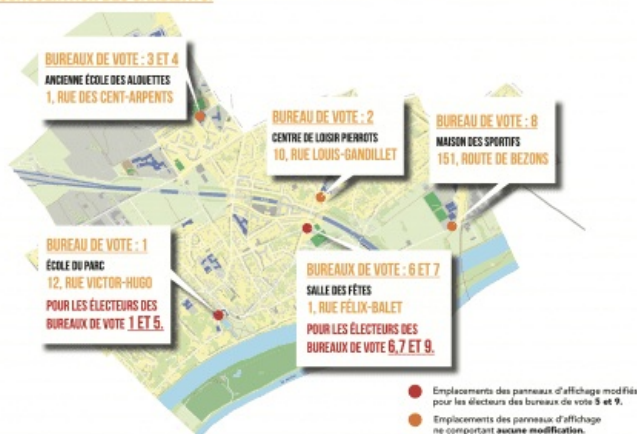 BUREAUX DE VOTE : 3 ET 4
ANCIENNE ÉCOLE DES ALOUETTES
1, RUE DES CENT-ARPENTS
BUREAU DE VOTE : 2
CENTRE DE LOISIR PIERROTS
10, RUE LOUIS-GANDILLET
BUREAU DE VOTE : 8
MAISON DES SPORTIFS
151, ROUTE DE BEZONS
BUREAU DE VOTE : 1
ÉCOLE DU PARC
12, RUE VICTOR-HUGO
POUR LES ÉLECTEURS DES
BUREAUX DE VOTE 1 ET 5.
BUREAUX DE VOTE : 6 ET 7
SALLE DES FÊTES
1, RUE FÉLIX-BALET
POUR LES ÉLECTEURS DES
BUREAUX DE VOTE 6,7 ET 9.
Emplacements des panneaux d'affichage modifiés
pour les électeurs des bureaux de vote 5 et 9.
Emplacements des panneaux d'affichage
ne comportant aucune modification.